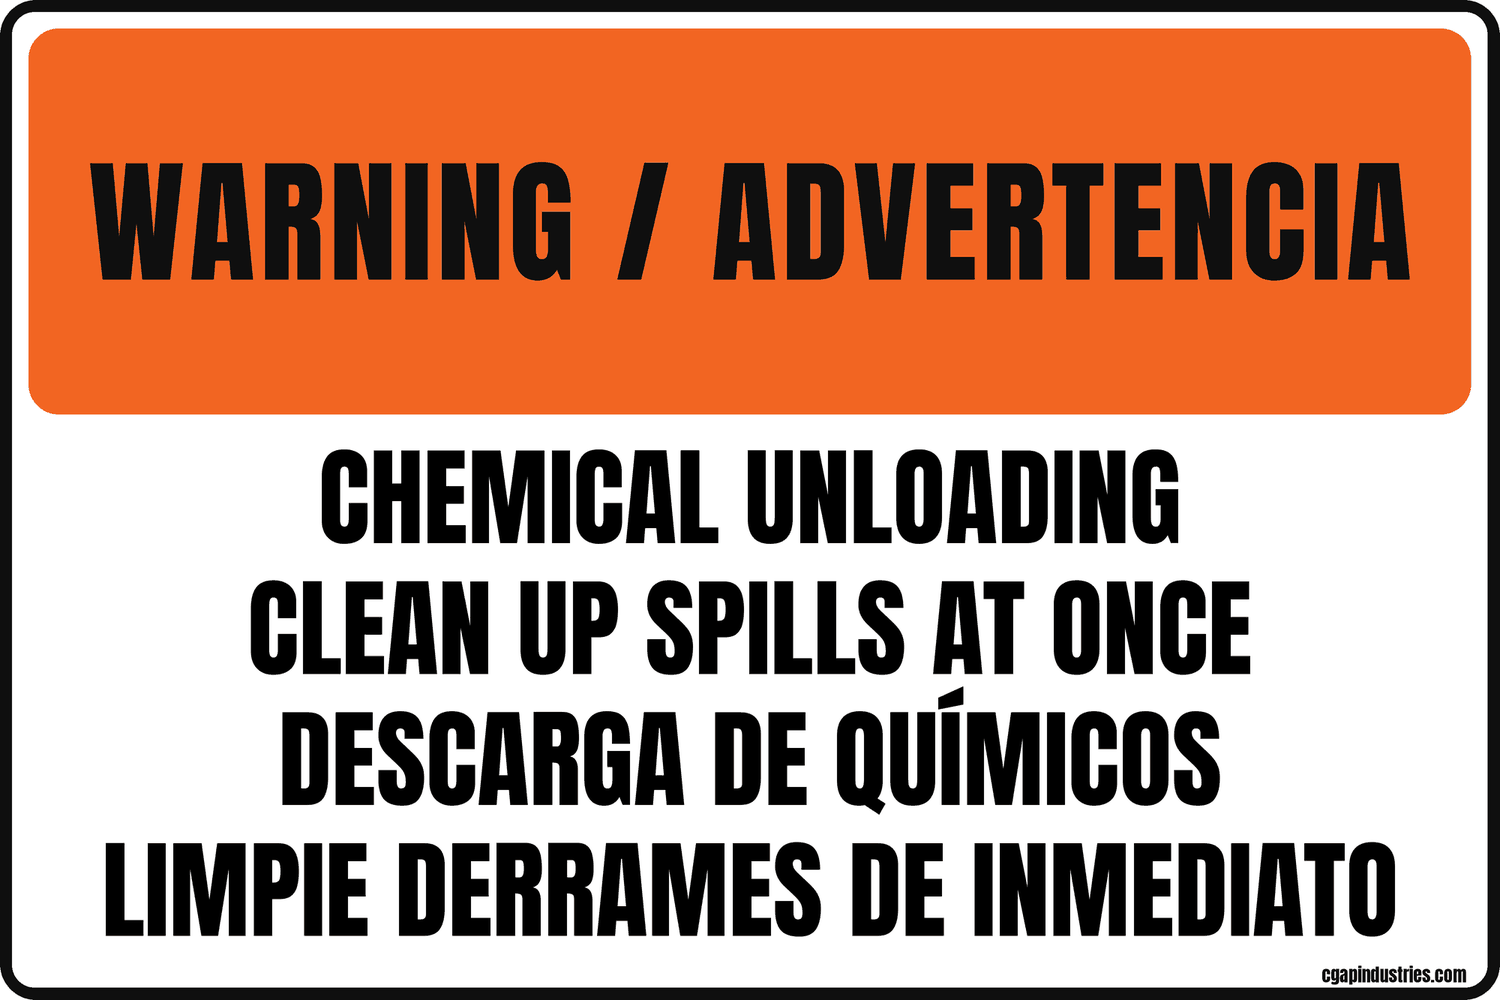 WARNING / ADVERTENCIA
CHEMICAL UNLOADING
CLEAN UP SPILLS AT ONCE
DESCARGA DE QUÍMICOS
LIMPIE DERRAMES DE INMEDIATO
cgapindustries.com